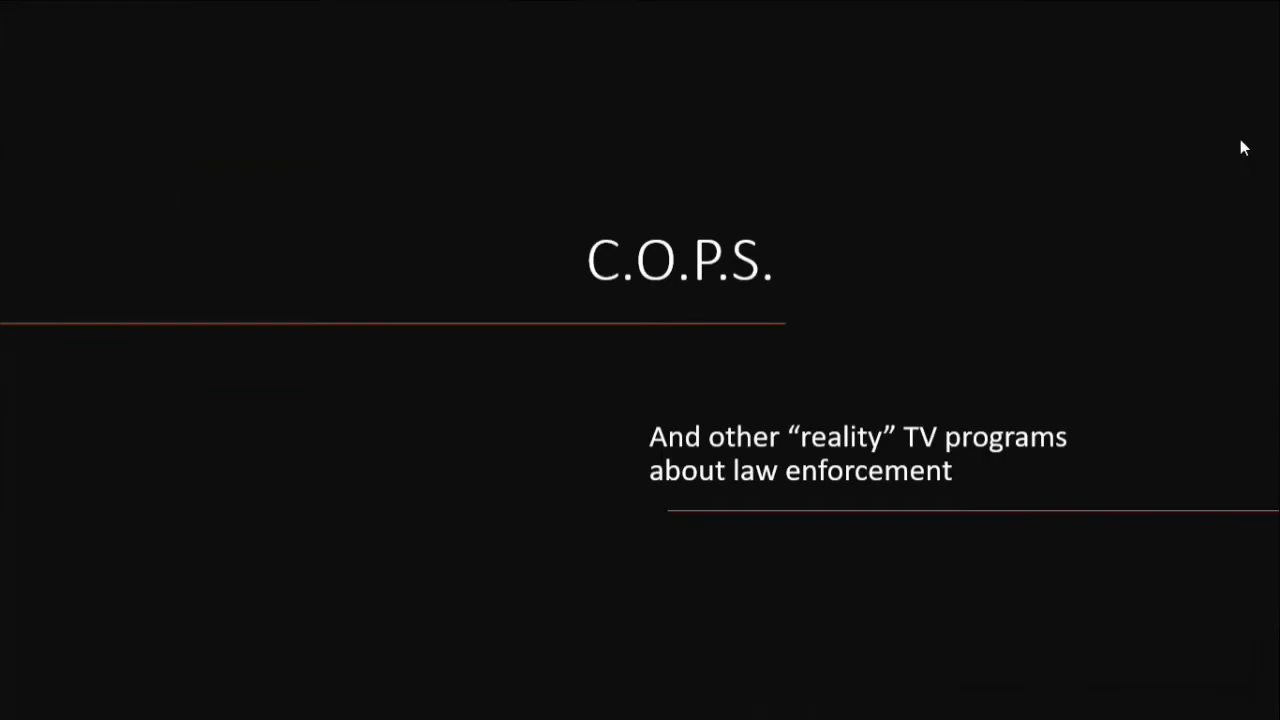 C.O.P.S.
And other “reality” TV programs
about law enforcement